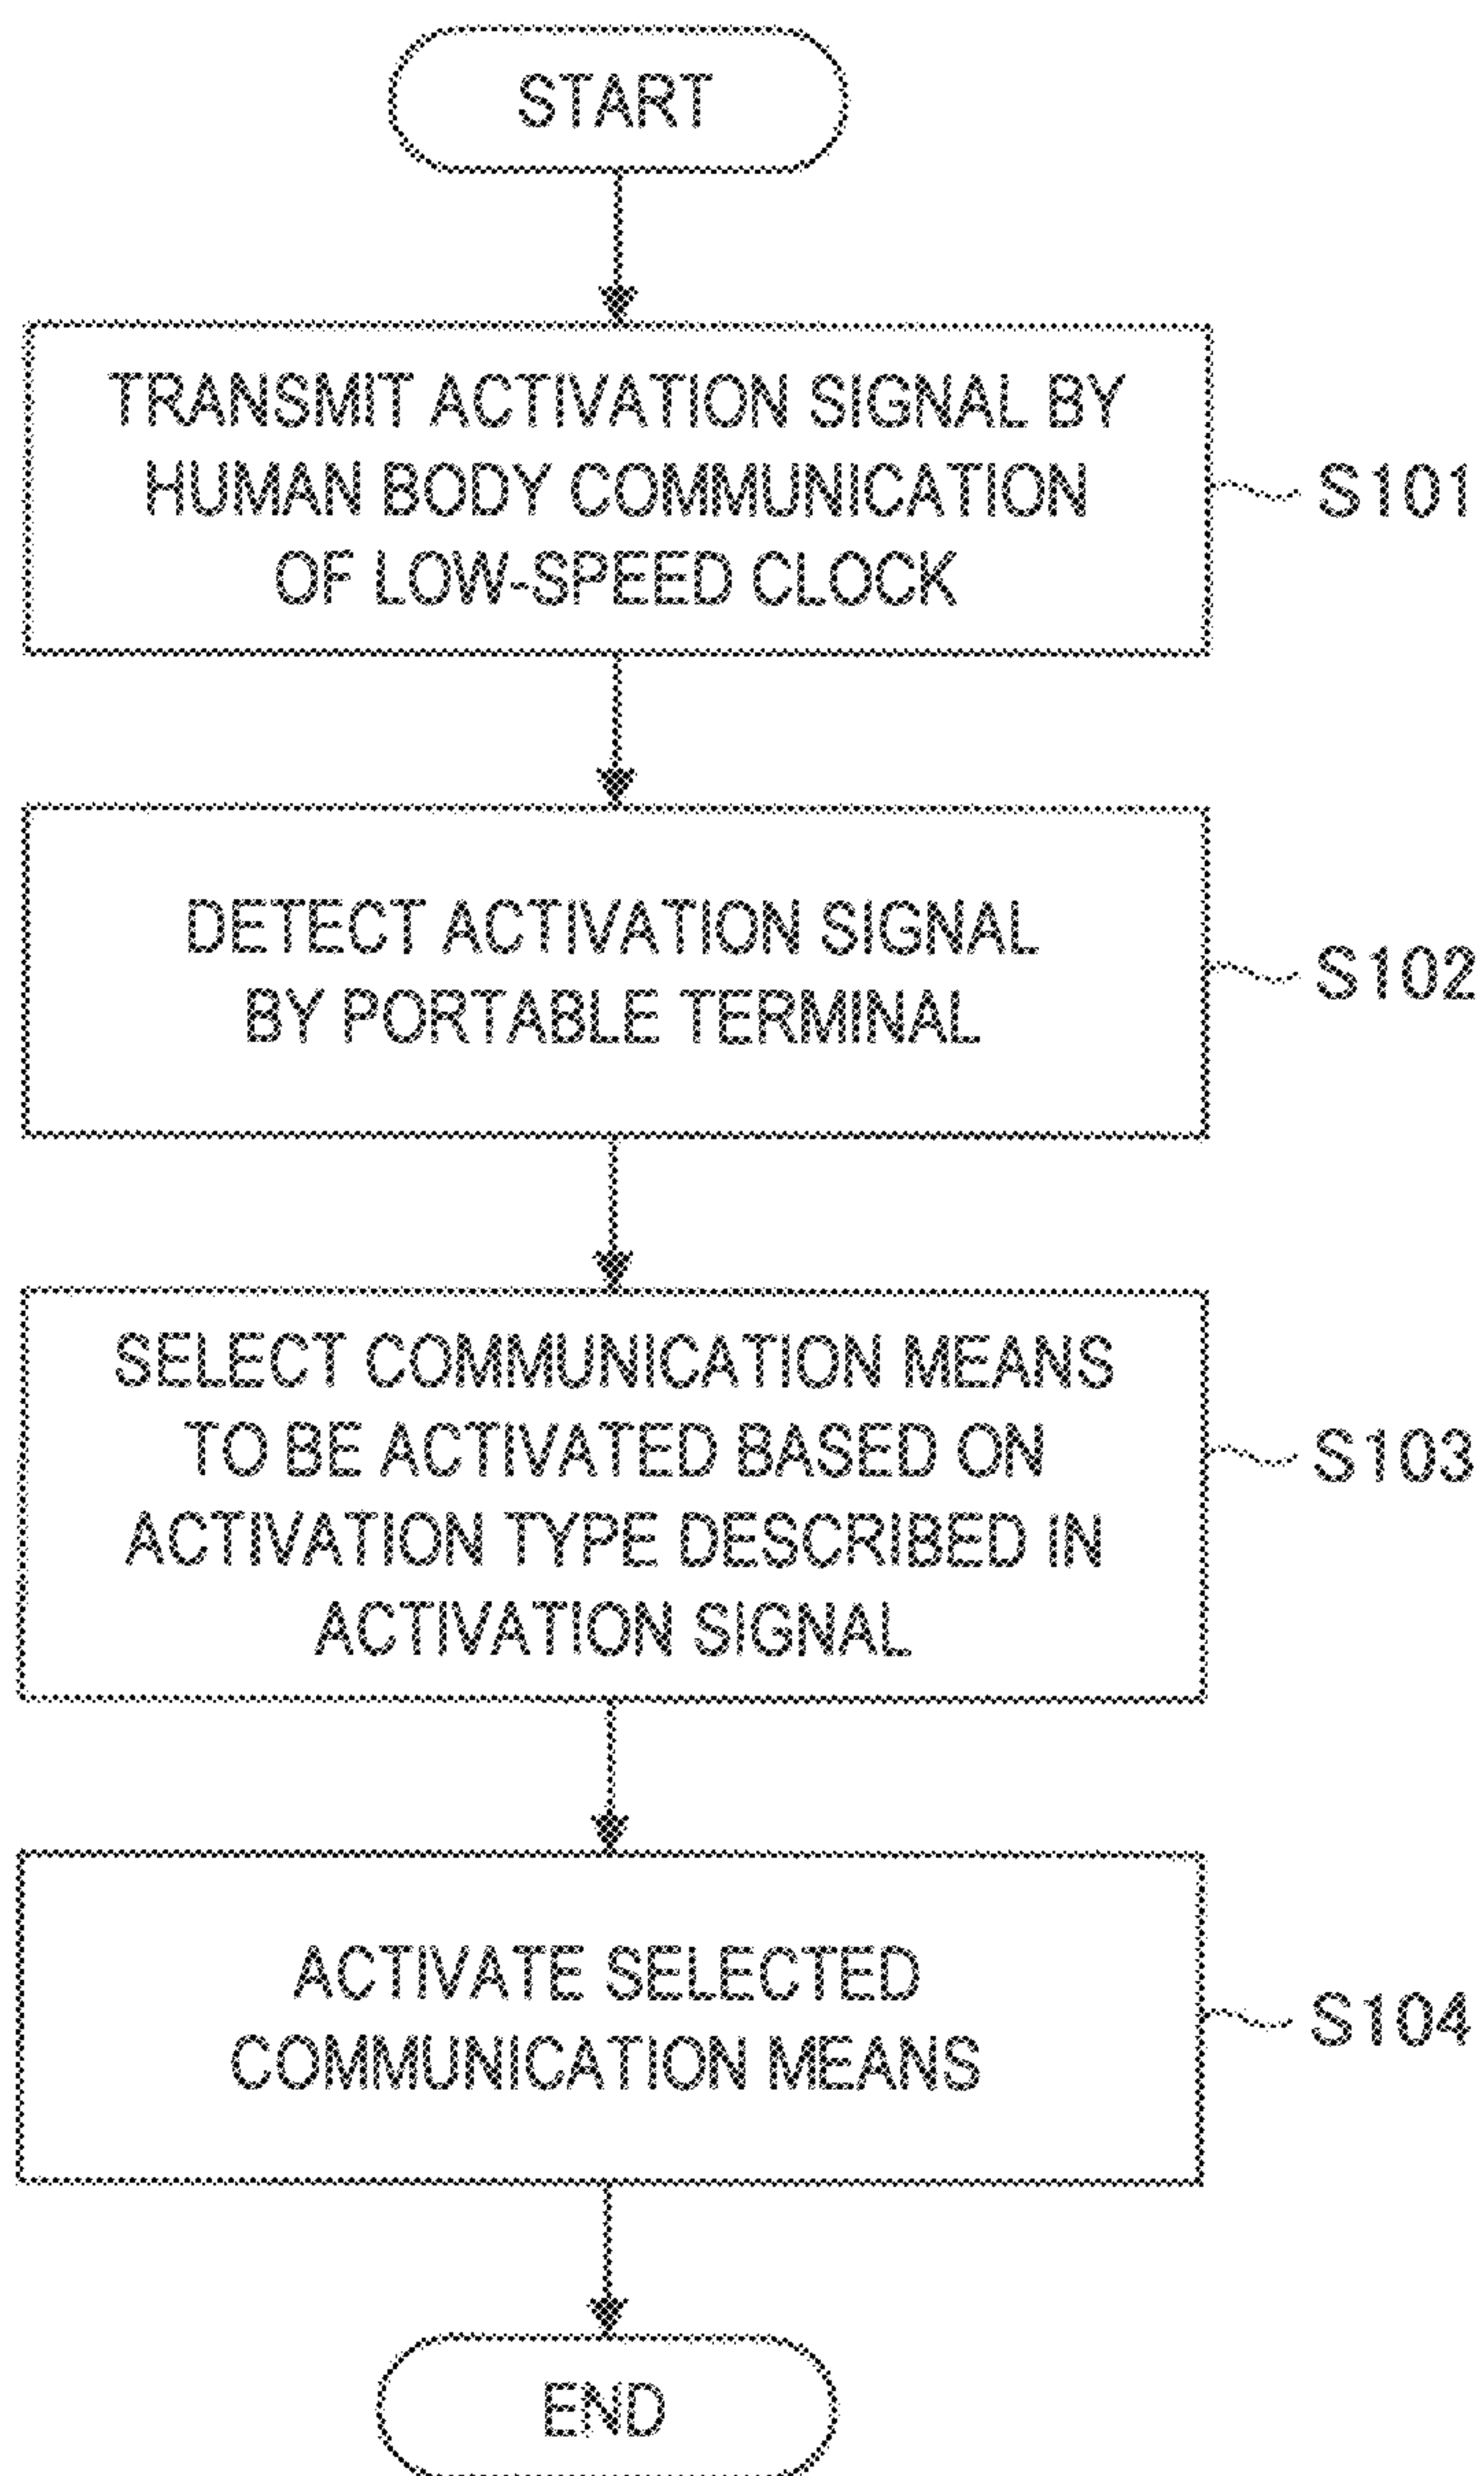 START
TRANSMIT ACTIVATION SIGNAL BY
HUMAN BODY COMMUNICATION
OF LOW-SPEED CLOCK
S101
DETECT ACTIVATION SIGNAL
BY PORTABLE TERMINAL
S102
SELECT COMMUNICATION MEANS
TO BE ACTIVATED BASED ON
ACTIVATION TYPE DESCRIBED IN
ACTIVATION SIGNAL
S103
ACTIVATE SELECTED
COMMUNICATION MEANS
S104
END